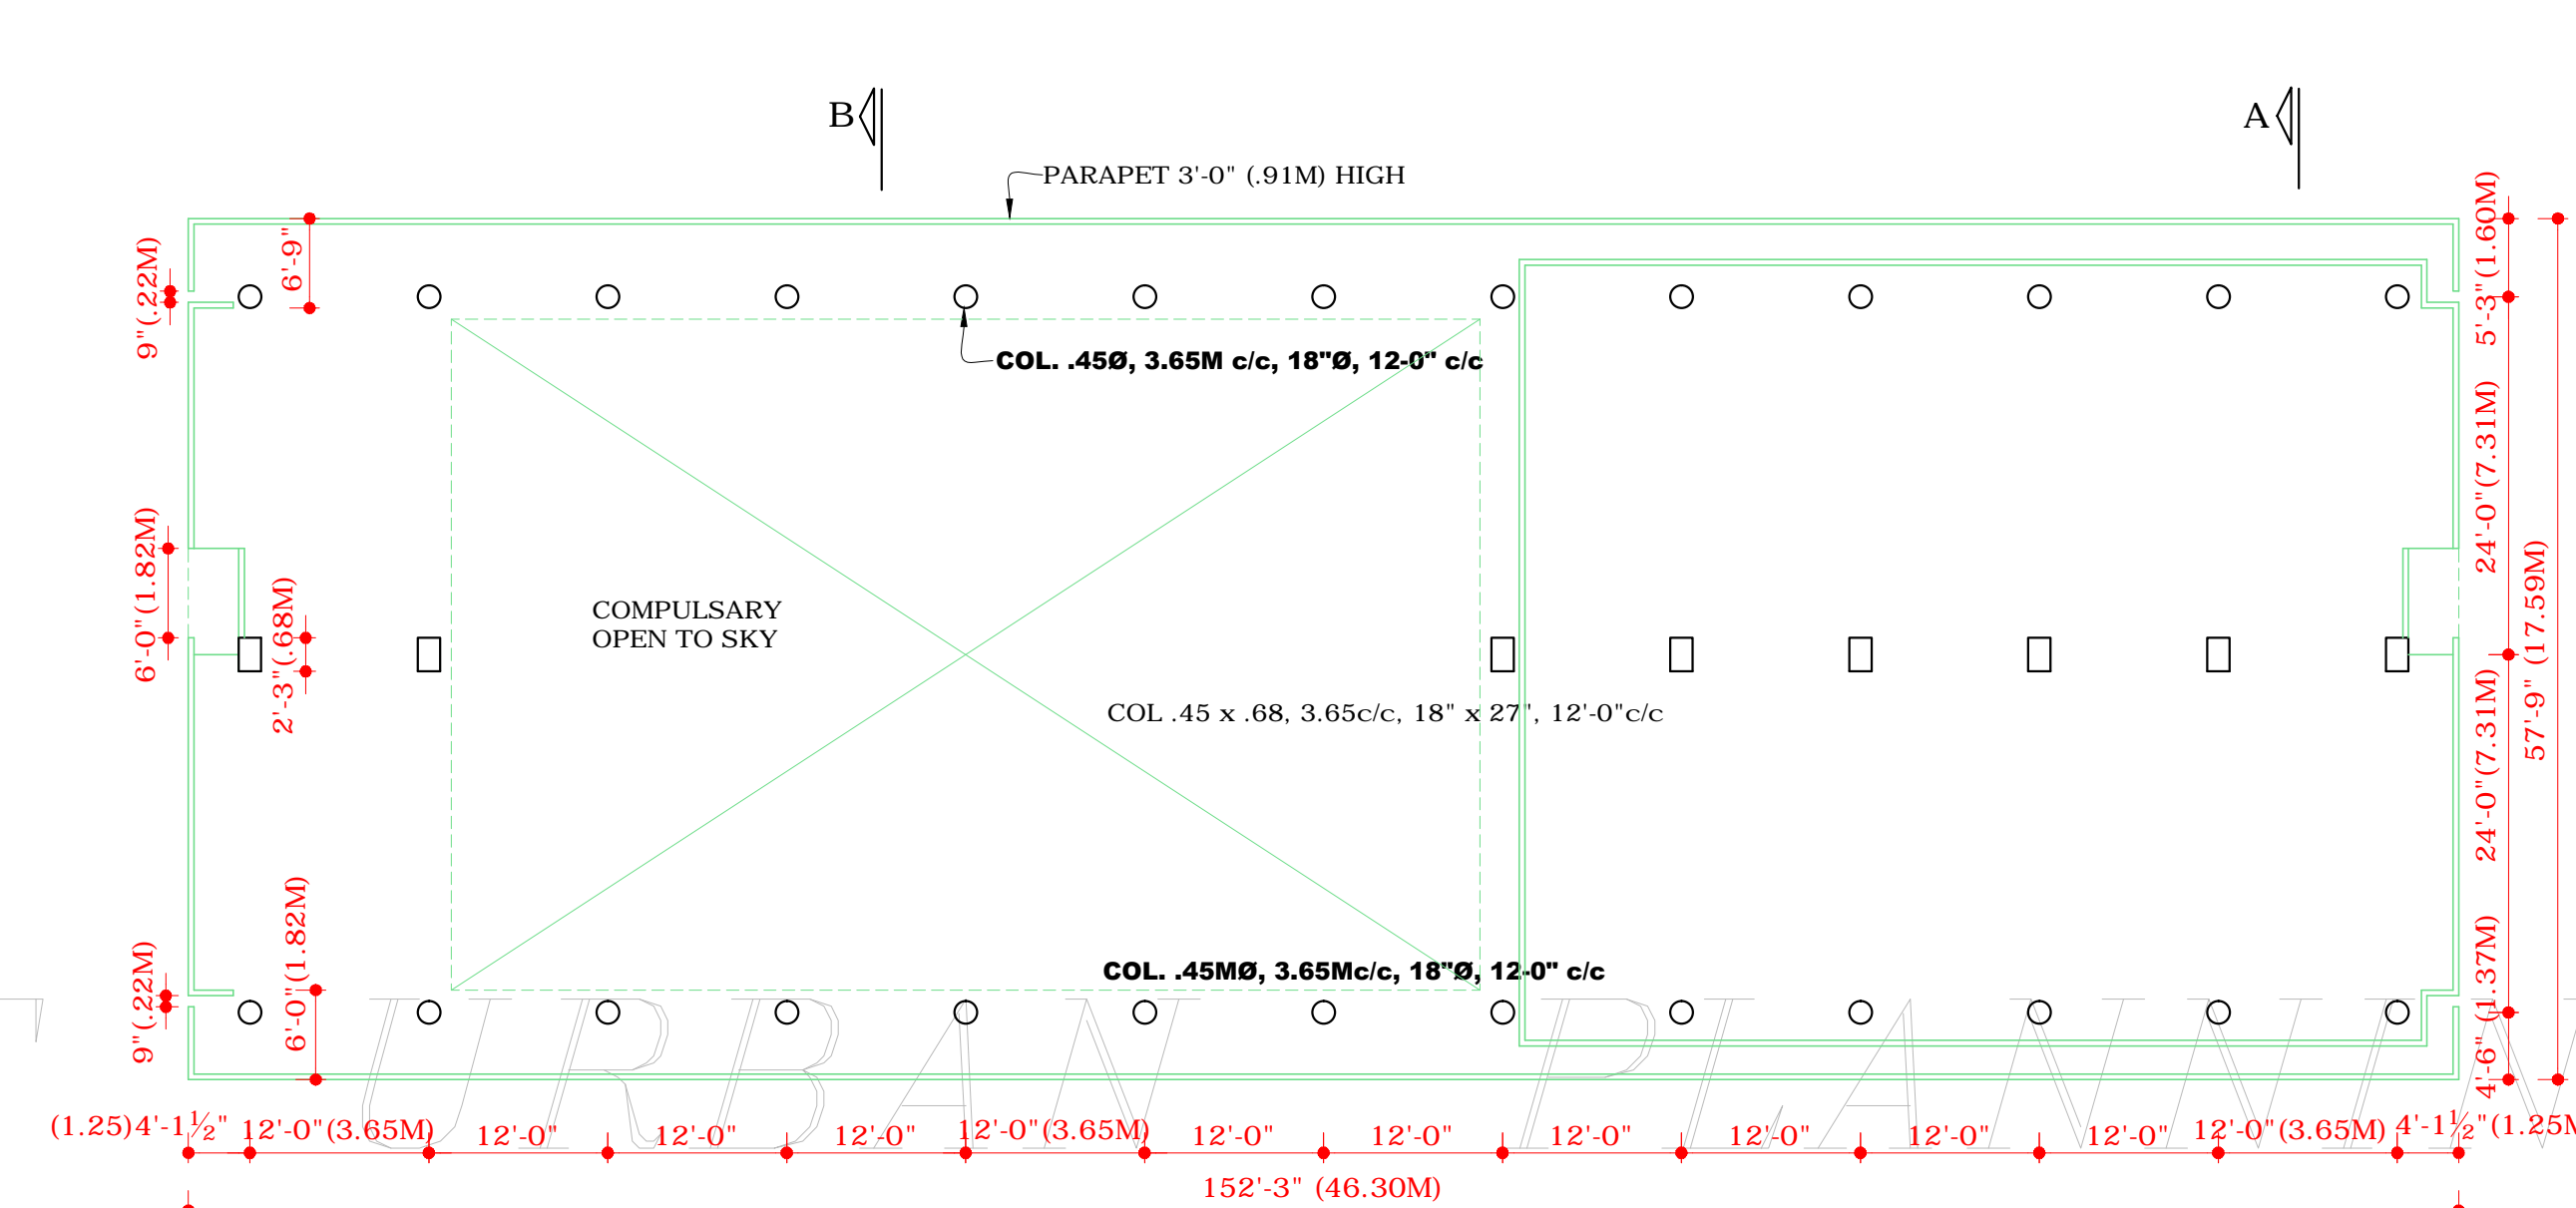 B
A
PARAPET 3'-0" (.91M) HIGH
9"(.22M)
6'-9"
5'-3"(1.60M)
COL. .45Ø, 3.65M c/c, 18"Ø, 12-0" c/c
24'-0"(7.31M)
6'-0"(1.82M)
2'-3"(.68M)
COMPULSARY
OPEN TO SKY
57'-9" (17.59M)
COL .45 x .68, 3.65c/c, 18" x 27", 12'-0"c/c
24'-0"(7.31M)
9"(.22M)
6'-0"(1.82M)
COL. .45MØ, 3.65Mc/c, 18"Ø, 12-0" c/c
4'-6" (1.37M)
URBAN PLANNIN
(1.25)4'-1½" 12'-0"(3.65M) 12'-0" 12'-0" 12'-0" 12'-0"(3.65M) 12'-0" 12'-0" 12'-0" 12'-0" 12'-0" 12'-0" 12'-0"(3.65M) 4'-1½"(1.25M
152'-3" (46.30M)